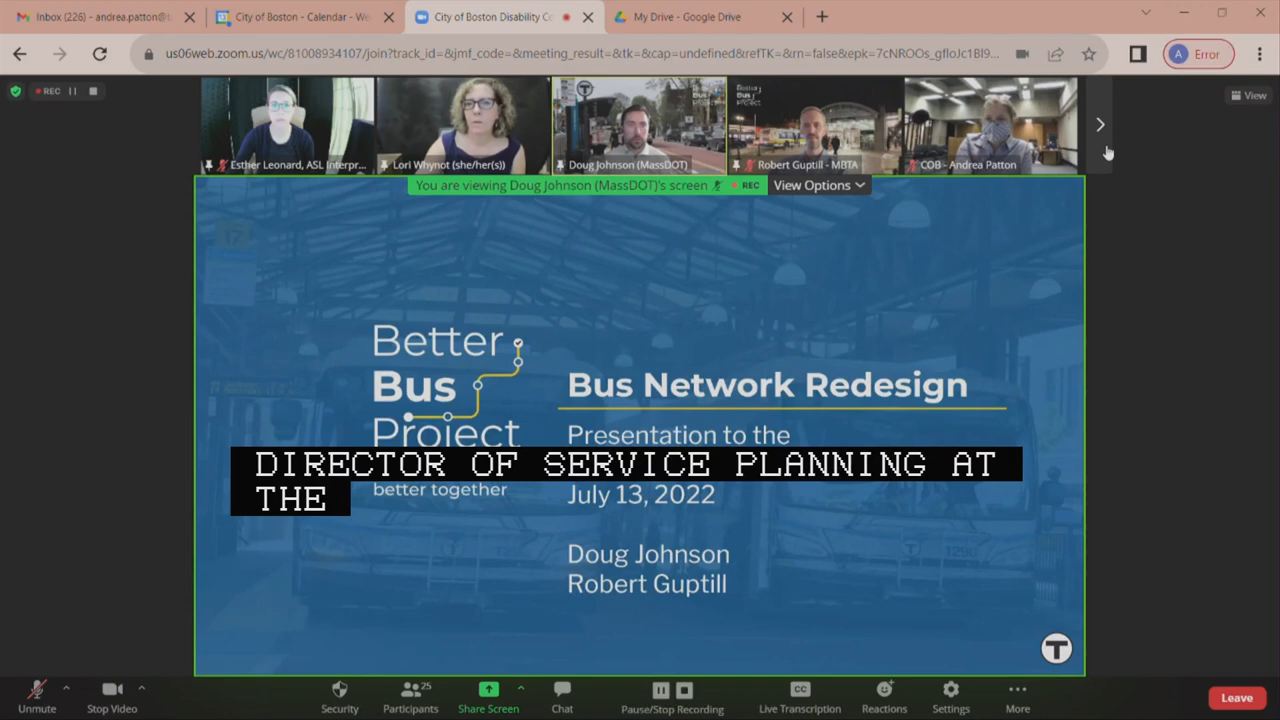 Inbox (226) - andrea.patton@t
City of Boston - Calendar - We
City of Boston Disability Co
My Drive - Google Drive
us06web.zoom.us/wc/81008934107/join?track_id=&jmf_code=&meeting_result=&tk=&cap=undefined&refTK=&rn=false&epk=
A Error
REC
View
Esther Leonard, ASL Interpr...
Lori Whynot (she/her(s))
Doug Johnson (MassDOT)
Robert Guptill - MBTA
COB - Andrea Patton
You are viewing Doug Johnson (MassDOT)'s screen
REC
View Options
Better
Bus
Project
better together
Bus Network Redesign
Presentation to the
DIRECTOR OF SERVICE PLANNING AT
THE
July 13, 2022
Doug Johnson
Robert Guptill
T
Unmute
Stop Video
Security
Participants
25
Share Screen
Chat
Pause/Stop Recording
CC
Live Transcription
Reactions
Settings
More
Leave